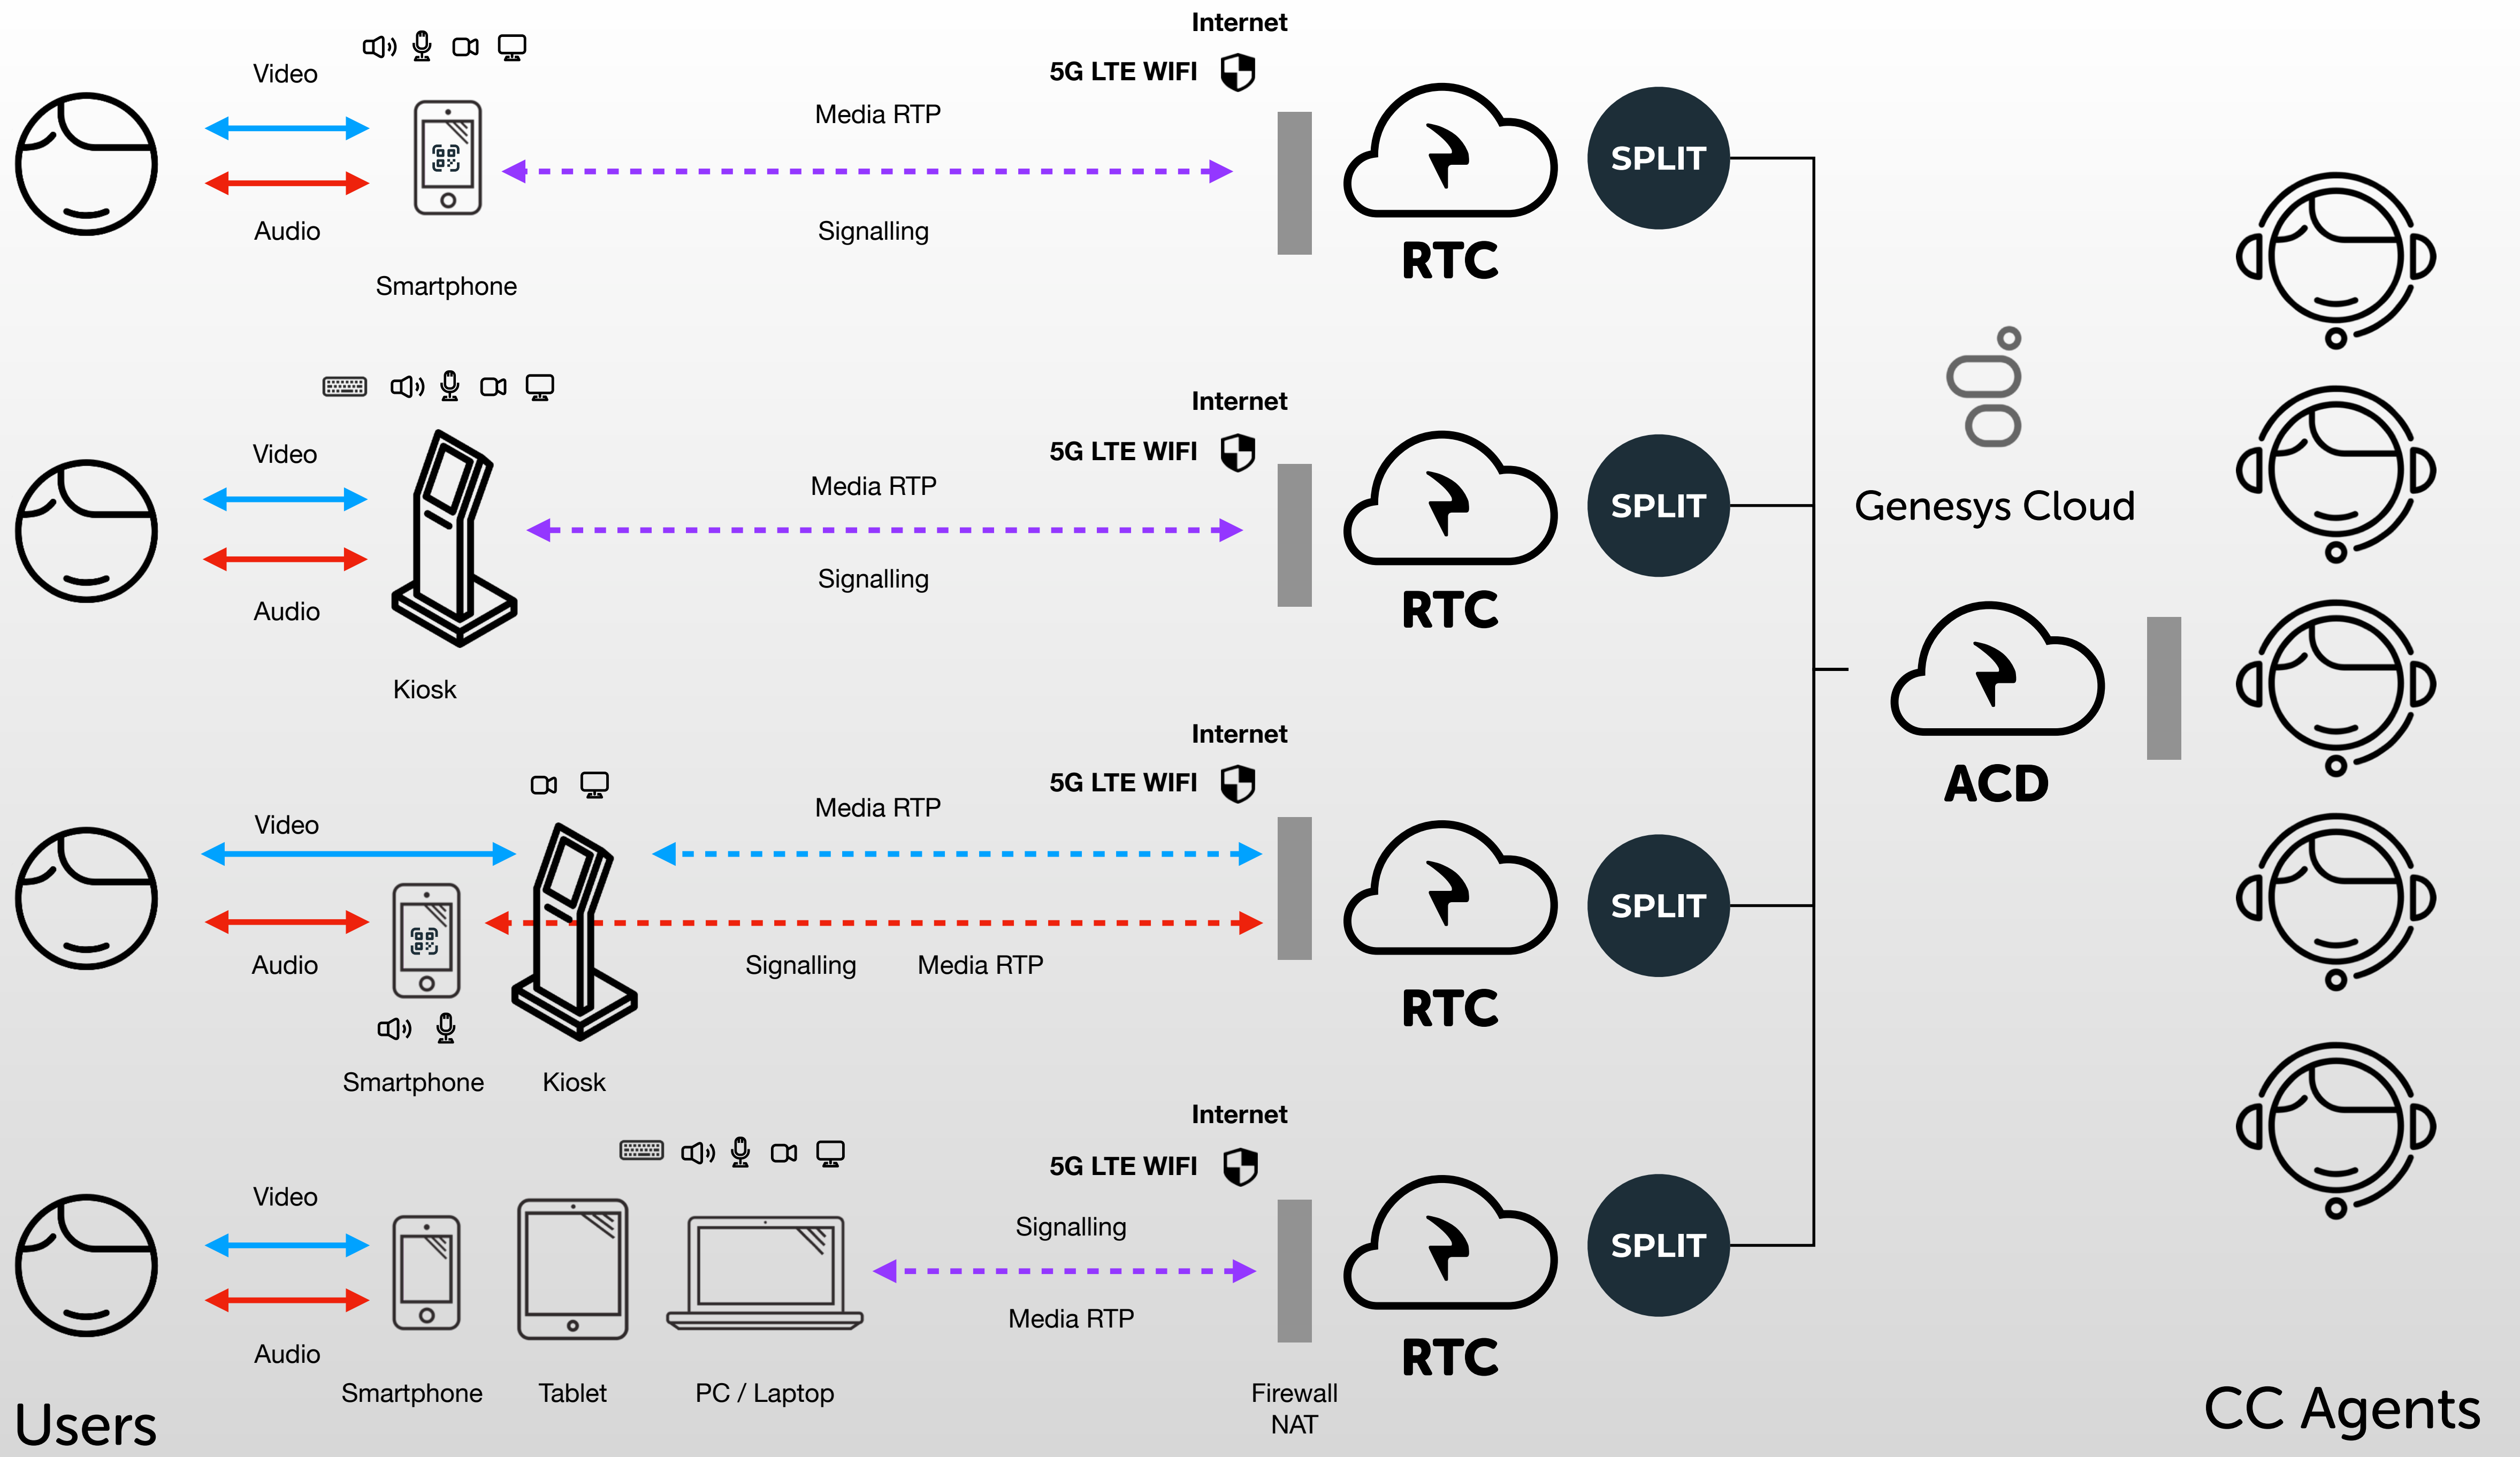 Internet
5G LTE WIFI
Video
Media RTP
SPLIT
Audio
Signalling
RTC
Smartphone
Internet
5G LTE WIFI
Video
Media RTP
SPLIT
Genesys Cloud
Signalling
Audio
RTC
Kiosk
Internet
5G LTE WIFI
ACD
Media RTP
Video
SPLIT
Audio
Signalling
Media RTP
RTC
Smartphone
Kiosk
Internet
5G LTE WIFI
Video
Signalling
SPLIT
Media RTP
Audio
RTC
Smartphone
Tablet
PC / Laptop
Firewall
NAT
Users
CC Agents